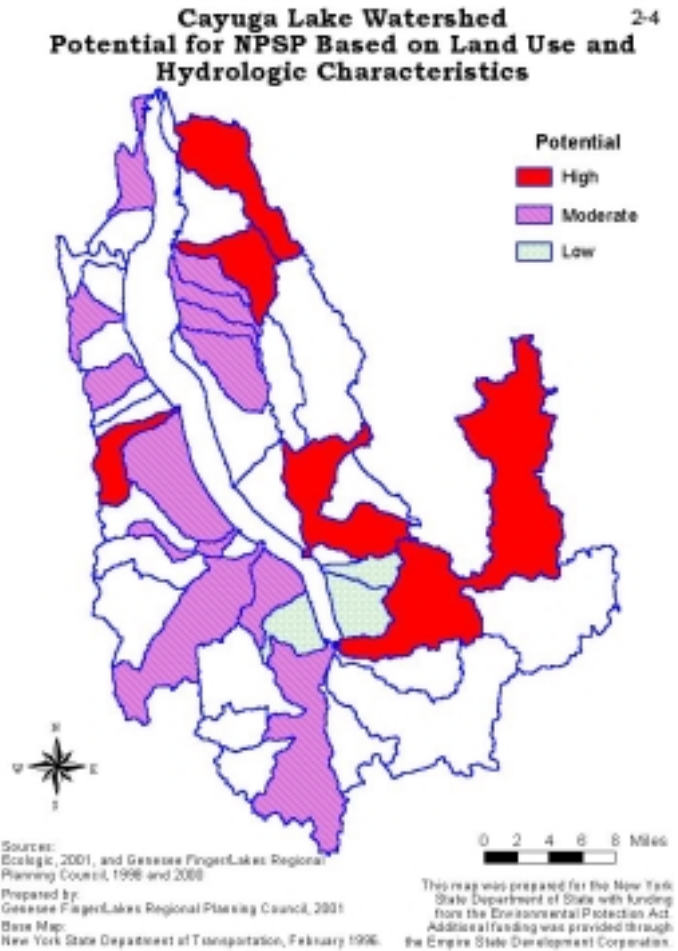 Cayuga Lake Watershed
2-4
Potential for NPSP Based on Land Use and
Hydrologic Characteristics
Potential
High
Moderate
Low
N
W E
S
0 2 4 6 8 Miles
Sources:
Ecologic, 2001, and Genesee Finger/Lakes Regional
Planning Council, 1998 and 2000
Prepared by:
Genesee Finger/Lakes Regional Planning Council, 2001
Base Map:
New York State Department of Transportation, February 1996.
This map was prepared for the New York
State Department of State with funding
from the Environmental Protection Act.
Additional funding was provided through
the Empire State Development Corporation.